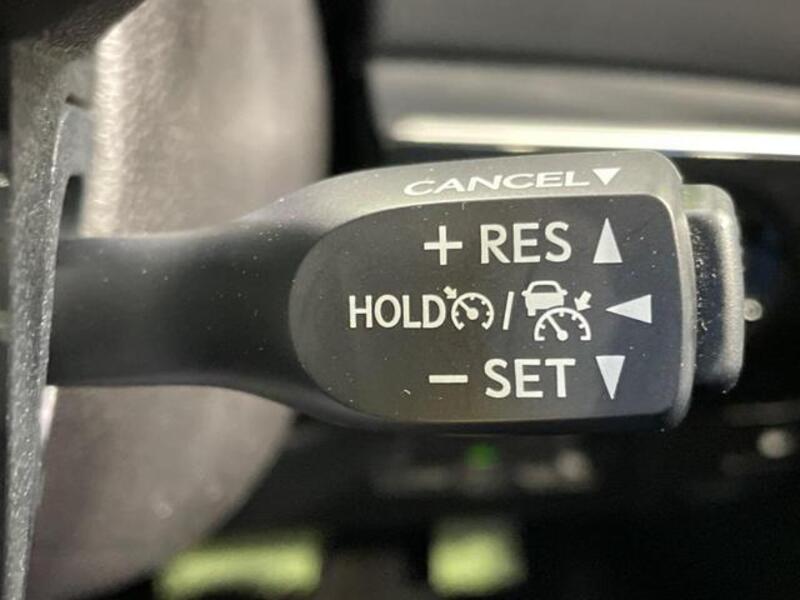 CANCEL
+ RES
HOLD /
− SET